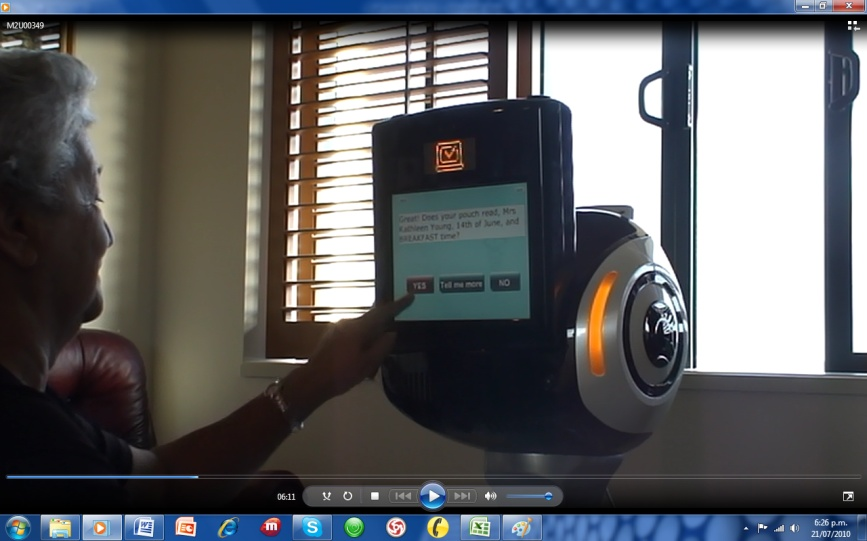 M2U00349
Great! Does your pouch read, Mrs
Kathleen Young, 14th of June, and
BREAKFAST time?
YES
Tell me more
NO
06:11
6:26 p.m.
21/07/2010